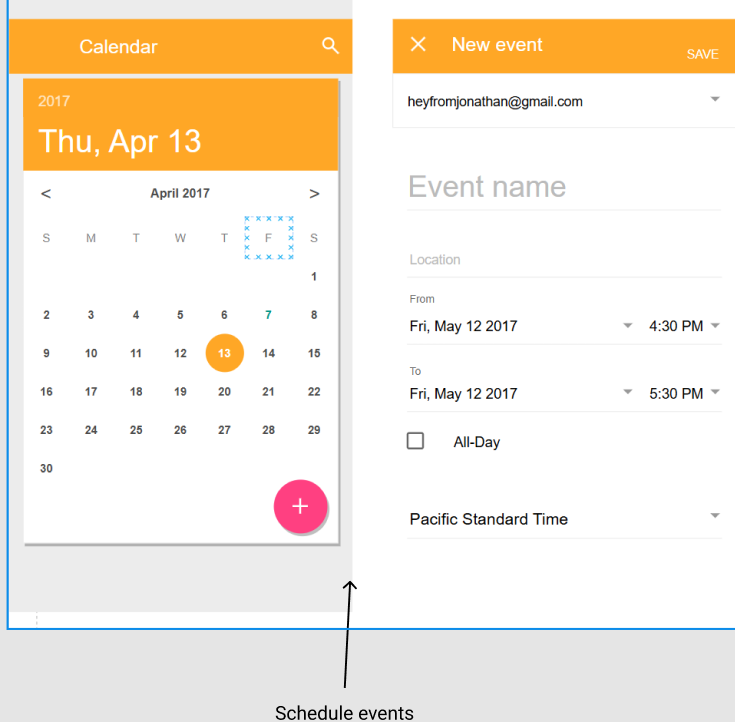 Calendar
2017
Thu, Apr 13
< April 2017 >
S M T W T F S
1
2 3 4 5 6 7 8
9 10 11 12 13 14 15
16 17 18 19 20 21 22
23 24 25 26 27 28 29
30
+
New event
SAVE
heyfromjonathan@gmail.com
Event name
Location
From
Fri, May 12 2017 4:30 PM
To
Fri, May 12 2017 5:30 PM
All-Day
Pacific Standard Time
Schedule events